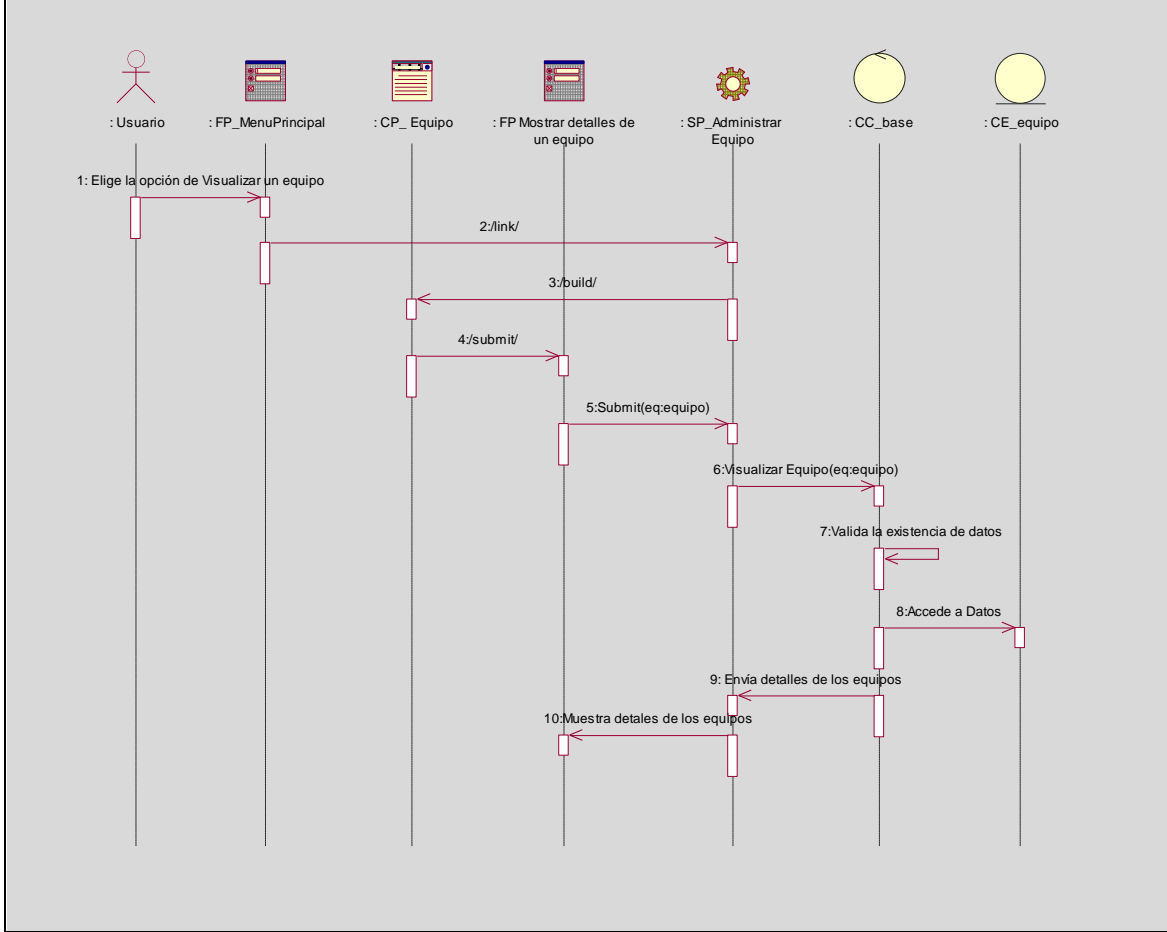 : Usuario
: FP_MenuPrincipal
: CP_ Equipo
: FP Mostrar detalles de
un equipo
: SP_Administrar
Equipo
: CC_base
: CE_equipo
1: Elige la opción de Visualizar un equipo
2:/link/
3:/build/
4:/submit/
5:Submit(eq:equipo)
6:Visualizar Equipo(eq:equipo)
7:Valida la existencia de datos
8:Accede a Datos
9: Envía detalles de los equipos
10:Muestra detales de los equipos